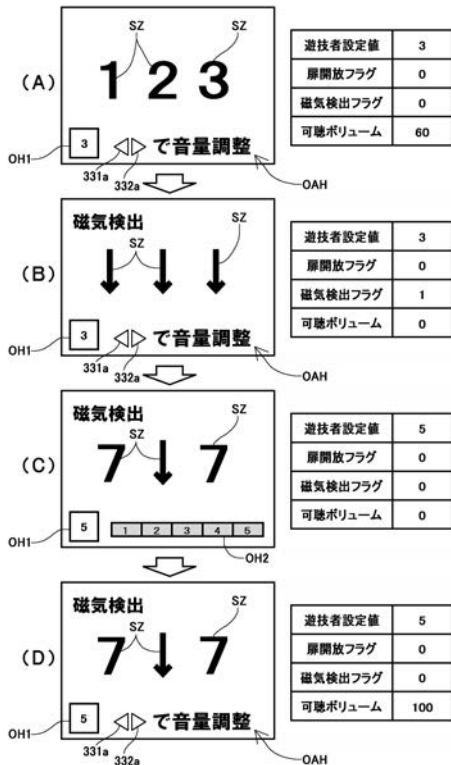 SZ
SZ
(A)
1 2 3
OH1
3
で音量調整
331a
332a
OAH
遊技者設定値 3
扉開放フラグ 0
磁気検出フラグ 0
可聴ボリューム 60
磁気検出
SZ
SZ
(B)
OH1
3
で音量調整
331a
332a
OAH
遊技者設定値 3
扉開放フラグ 0
磁気検出フラグ 1
可聴ボリューム 0
磁気検出
SZ
SZ
(C)
7 7
OH1
5
1 2 3 4 5
OH2
遊技者設定値 5
扉開放フラグ 0
磁気検出フラグ 0
可聴ボリューム 0
磁気検出
SZ
SZ
(D)
7 7
OH1
5
で音量調整
331a
332a
OAH
遊技者設定値 5
扉開放フラグ 0
磁気検出フラグ 0
可聴ボリューム 100